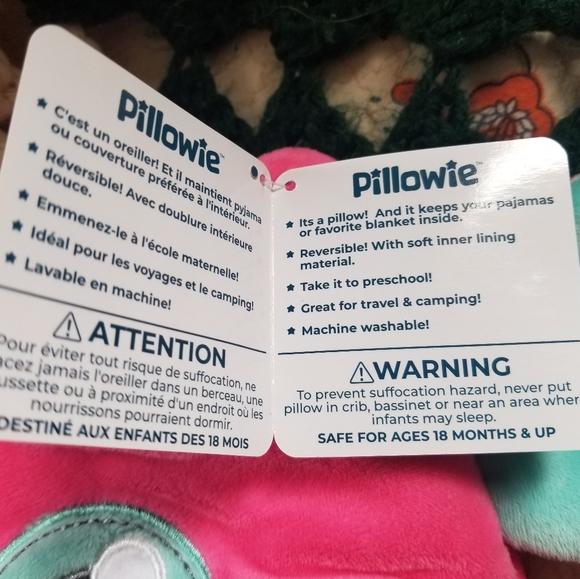 Pillowie™
★ C'est un oreiller! Et il maintient pyjama
ou couverture préférée à l'intérieur.
★ Réversible! Avec doublure intérieure
douce.
★ Emmenez-le à l'école maternelle!
★ Idéal pour les voyages et le camping!
★ Lavable en machine!
⚠ ATTENTION
Pour éviter tout risque de suffocation, ne
acez jamais l'oreiller dans un berceau, une
ussette ou à proximité d'un endroit où les
nourrissons pourraient dormir.
DESTINÉ AUX ENFANTS DES 18 MOIS
Pillowie™
★ Its a pillow! And it keeps your pajamas
or favorite blanket inside.
★ Reversible! With soft inner lining
material.
★ Take it to preschool!
★ Great for travel & camping!
★ Machine washable!
⚠WARNING
To prevent suffocation hazard, never put
pillow in crib, bassinet or near an area where
infants may sleep.
SAFE FOR AGES 18 MONTHS & UP